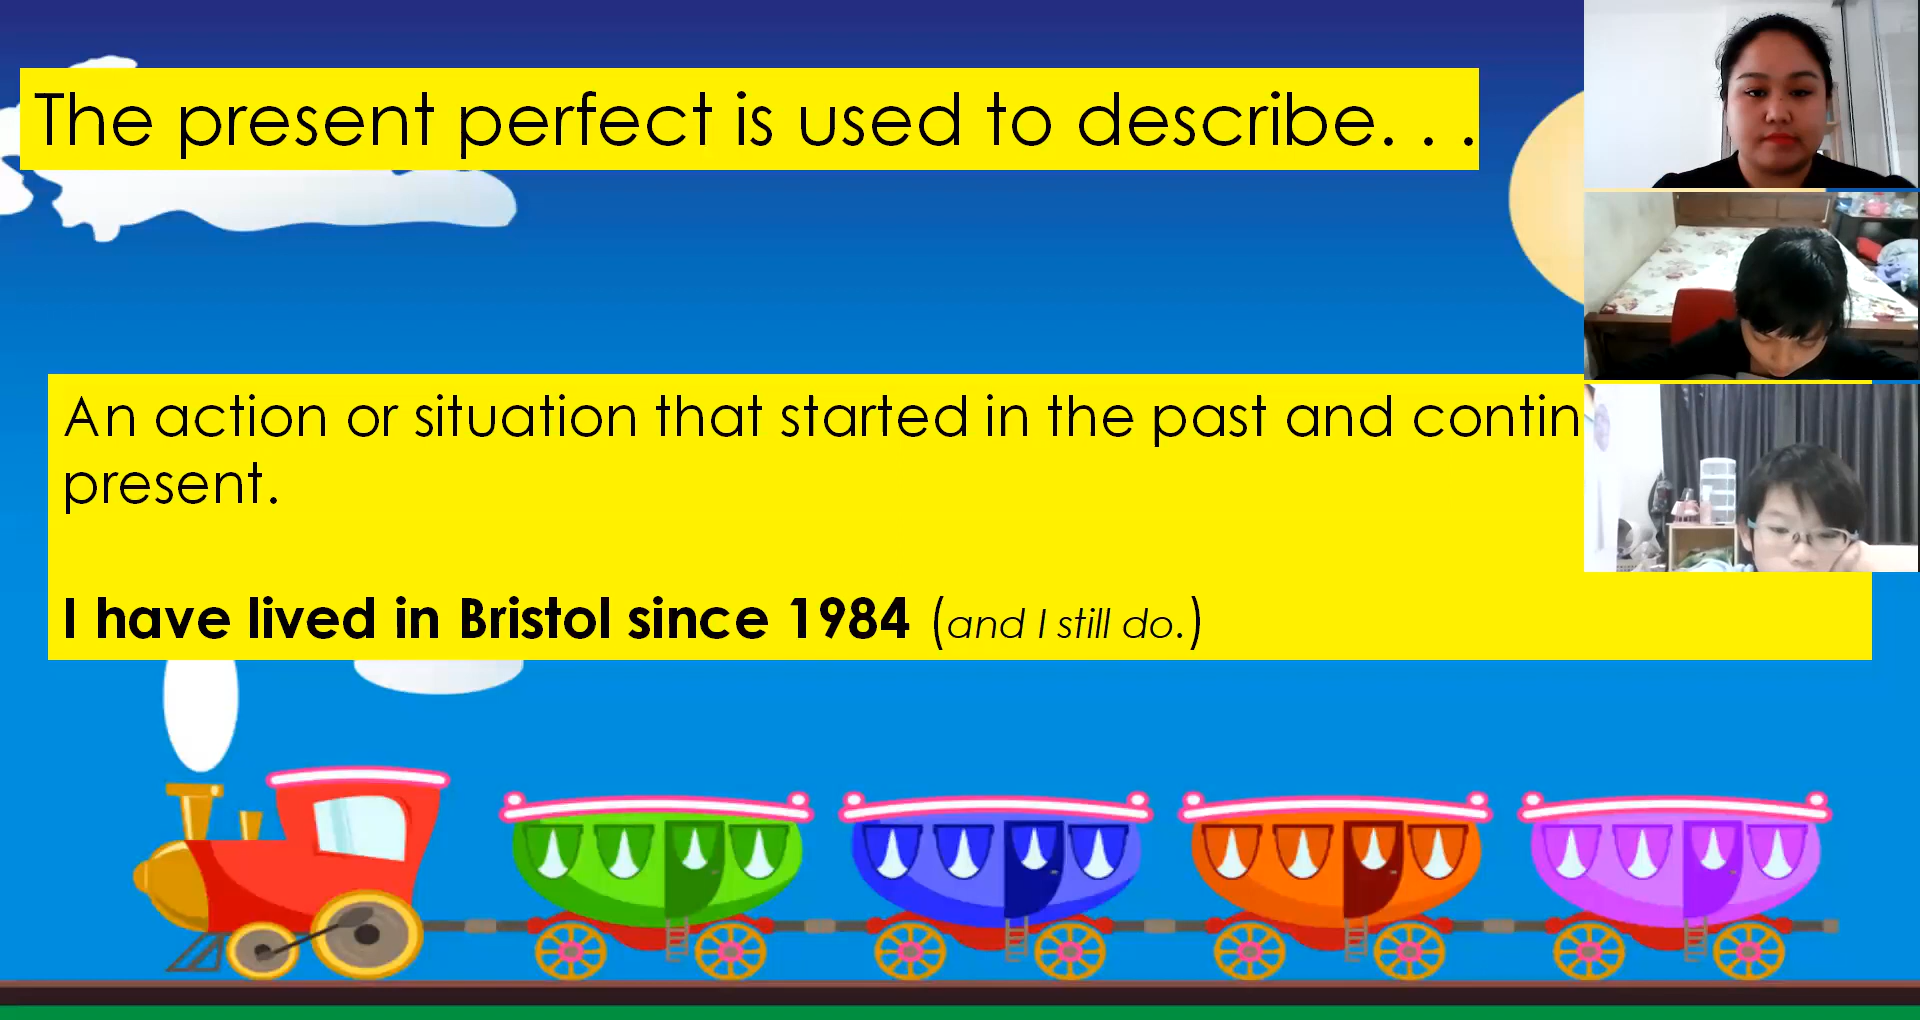 The present perfect is used to describe. . .
An action or situation that started in the past and contin
present.
I have lived in Bristol since 1984 (and I still do.)